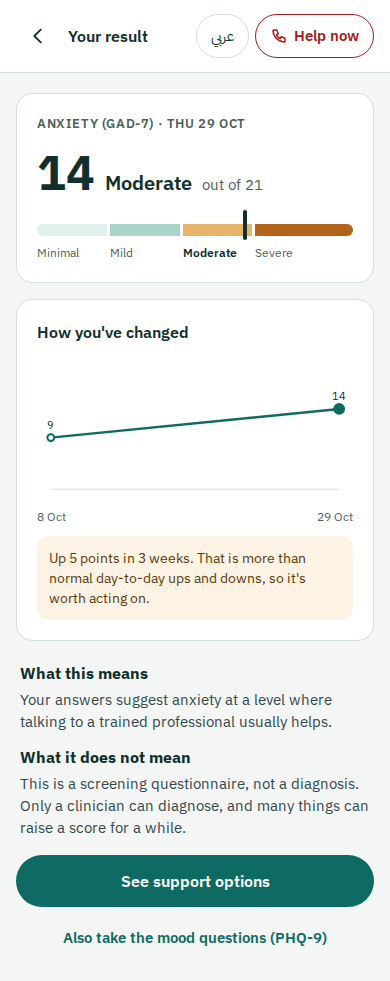 Your result
عربي
Help now
ANXIETY (GAD-7) · THU 29 OCT
14 Moderate out of 21
Minimal Mild Moderate Severe
How you've changed
14
9
8 Oct 29 Oct
Up 5 points in 3 weeks. That is more than
normal day-to-day ups and downs, so it's
worth acting on.
What this means
Your answers suggest anxiety at a level where
talking to a trained professional usually helps.
What it does not mean
This is a screening questionnaire, not a diagnosis.
Only a clinician can diagnose, and many things can
raise a score for a while.
See support options
Also take the mood questions (PHQ-9)